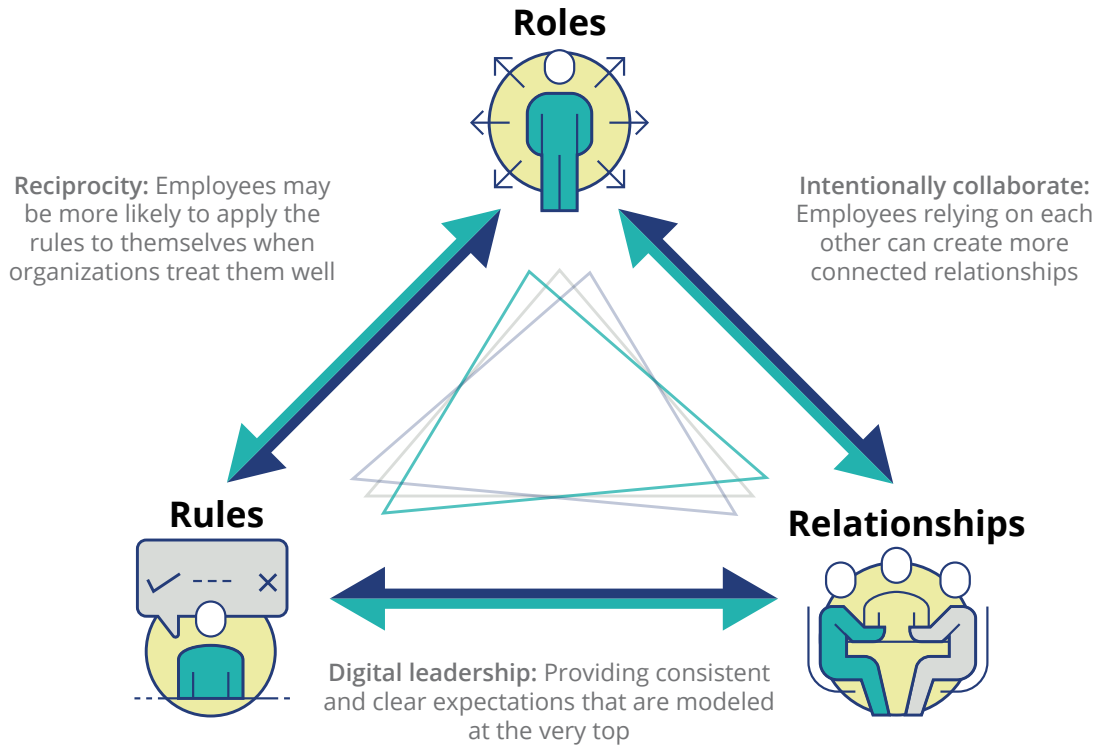 Roles
Reciprocity: Employees may
be more likely to apply the
rules to themselves when
organizations treat them well
Intentionally collaborate:
Employees relying on each
other can create more
connected relationships
Rules
Relationships
Digital leadership: Providing consistent
and clear expectations that are modeled
at the very top